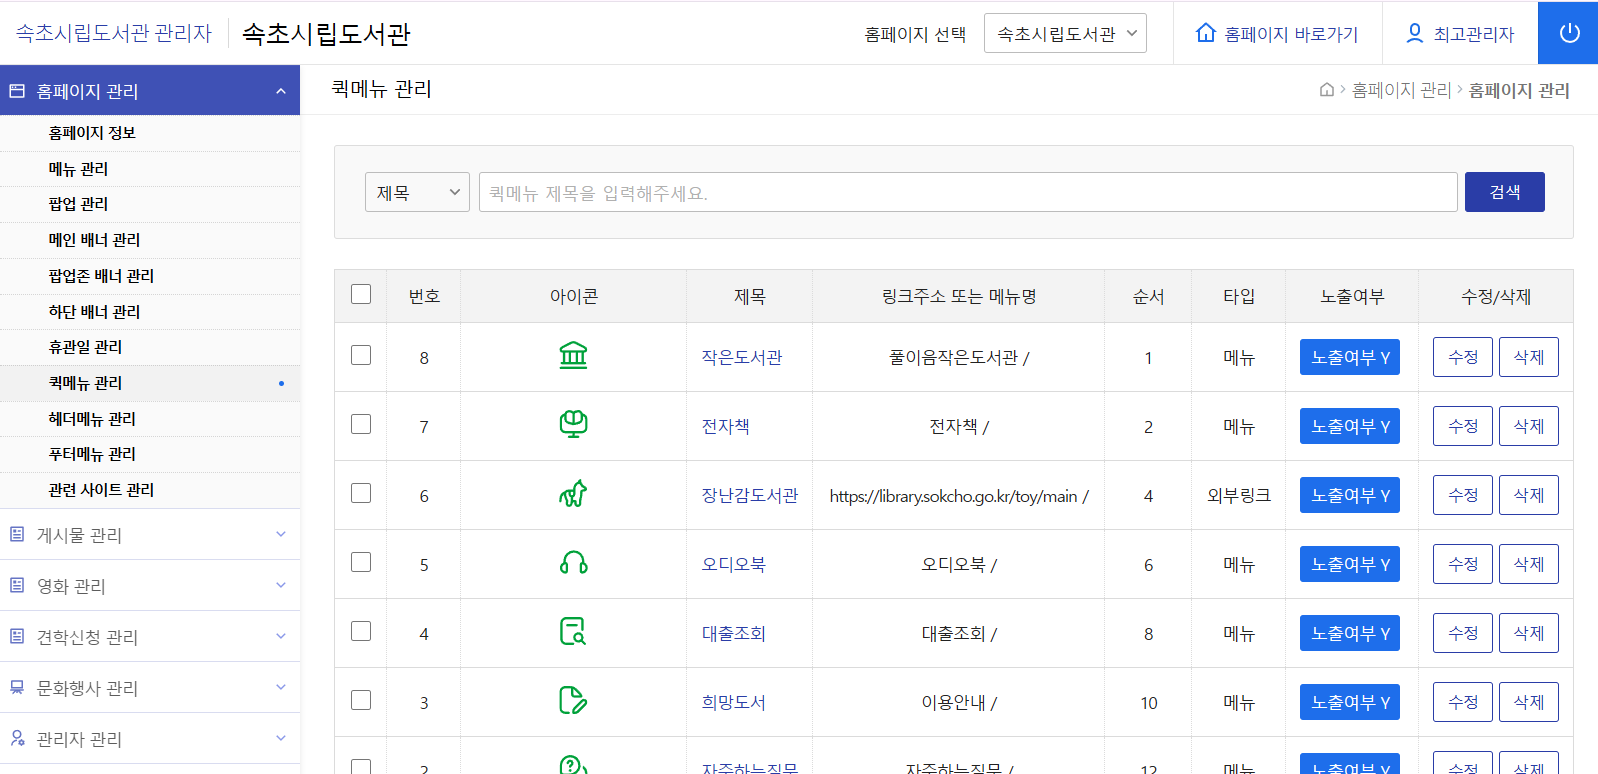 속초시립도서관 관리자 속초시립도서관 홈페이지 선택 속초시립도서관 홈페이지 바로가기 최고관리자
홈페이지 관리
홈페이지 정보
메뉴 관리
팝업 관리
메인 배너 관리
팝업존 배너 관리
하단 배너 관리
휴관일 관리
퀵메뉴 관리
헤더메뉴 관리
푸터메뉴 관리
관련 사이트 관리
게시물 관리
영화 관리
견학신청 관리
문화행사 관리
관리자 관리
퀵메뉴 관리 홈페이지 관리 › 홈페이지 관리
제목 퀵메뉴 제목을 입력해주세요. 검색
번호 아이콘 제목 링크주소 또는 메뉴명 순서 타입 노출여부 수정/삭제
8 작은도서관 풀이음작은도서관 / 1 메뉴 노출여부 Y 수정 삭제
7 전자책 전자책 / 2 메뉴 노출여부 Y 수정 삭제
6 장난감도서관 https://library.sokcho.go.kr/toy/main / 4 외부링크 노출여부 Y 수정 삭제
5 오디오북 오디오북 / 6 메뉴 노출여부 Y 수정 삭제
4 대출조회 대출조회 / 8 메뉴 노출여부 Y 수정 삭제
3 희망도서 이용안내 / 10 메뉴 노출여부 Y 수정 삭제
2 자주하는질문 자주하는질문 / 12 메뉴 노출여부 Y 수정 삭제